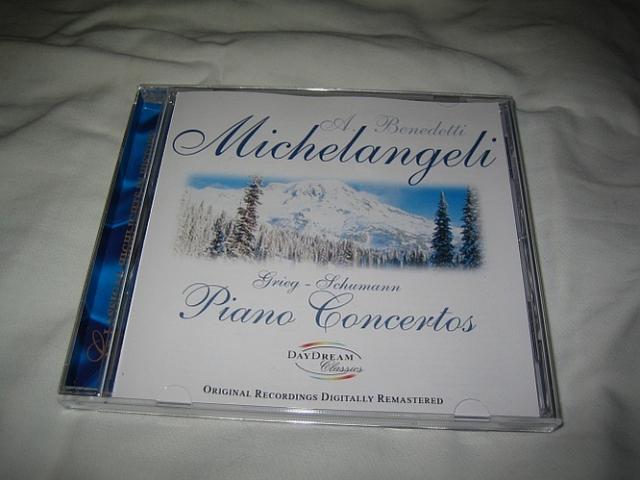 A. Benedetti
Michelangeli
Grieg - Schumann
Piano Concertos
DAYDREAM
Classics
ORIGINAL RECORDINGS DIGITALLY REMASTERED